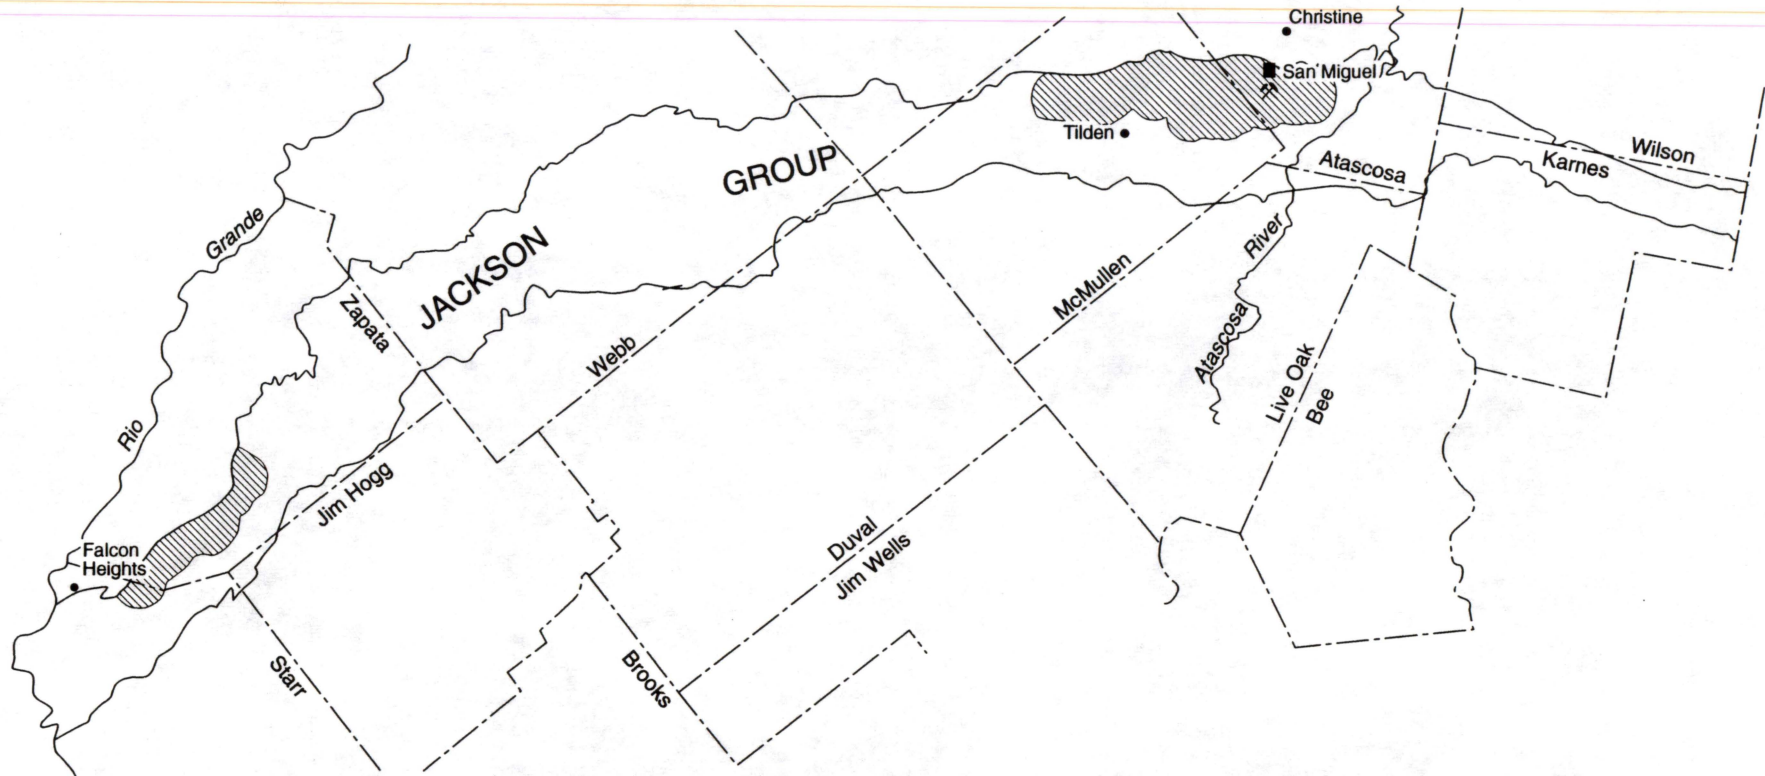 Christine
San Miguel
Tilden
Wilson
Karnes
Atascosa
GROUP
JACKSON
Rio
Grande
Zapata
Webb
McMullen
Atascosa
River
Live Oak
Bee
Jim Hogg
Falcon
Heights
Duval
Jim Wells
Starr
Brooks